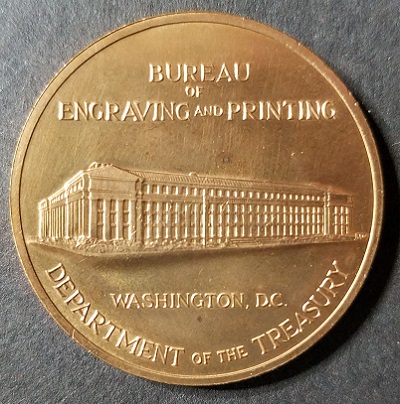 BUREAU
OF
ENGRAVING AND PRINTING
WASHINGTON, D.C.
DEPARTMENT OF THE TREASURY